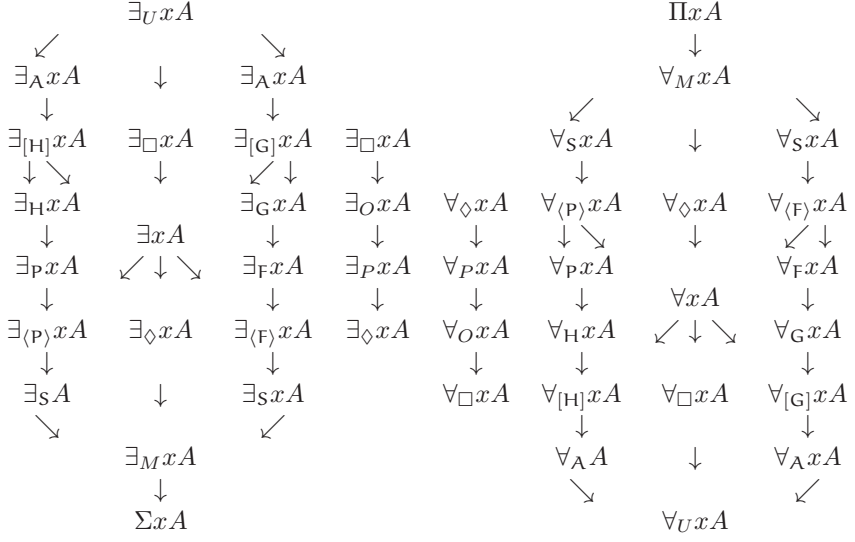 ∃_U xA ΠxA
↙ ↘ ↓
∃_A xA ↓ ∃_A xA ∀_M xA
↓ ↓ ↙ ↘
∃_[H] xA ∃_□ xA ∃_[G] xA ∃_□ xA ∀_S xA ↓ ∀_S xA
↓ ↘ ↓ ↙ ↓ ↓ ↓ ↓
∃_H xA ∃_G xA ∃_O xA ∀_◊ xA ∀_⟨P⟩ xA ∀_◊ xA ∀_⟨F⟩ xA
↓ ∃xA ↓ ↓ ↓ ↓ ↘ ↓ ↙ ↓
∃_P xA ↙ ↓ ↘ ∃_F xA ∃_P xA ∀_P xA ∀_P xA ∀_F xA
↓ ↓ ↓ ↓ ↓ ∀xA ↓
∃_⟨P⟩ xA ∃_◊ xA ∃_⟨F⟩ xA ∃_◊ xA ∀_O xA ∀_H xA ↙ ↓ ↘ ∀_G xA
↓ ↓ ↓ ↓ ↓
∃_S A ↓ ∃_S xA ∀_□ xA ∀_[H] xA ∀_□ xA ∀_[G] xA
↘ ↙ ↓ ↓
∃_M xA ∀_A A ↓ ∀_A xA
↓ ↘ ↙
ΣxA ∀_U xA